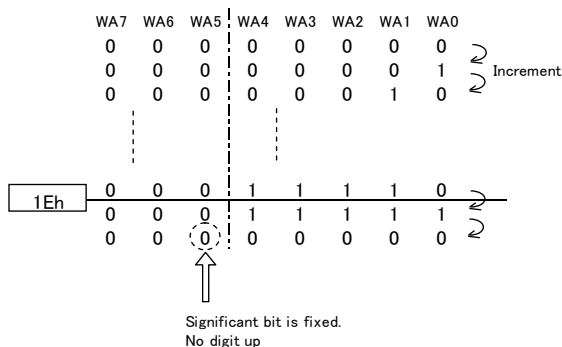 WA7 WA6 WA5 WA4 WA3 WA2 WA1 WA0
0 0 0 0 0 0 0 0
0 0 0 0 0 0 0 1
Increment
0 0 0 0 0 0 1 0
0 0 0 1 1 1 1 0
1Eh
0 0 0 1 1 1 1 1
0 0 0 0 0 0 0 0
Significant bit is fixed.
No digit up